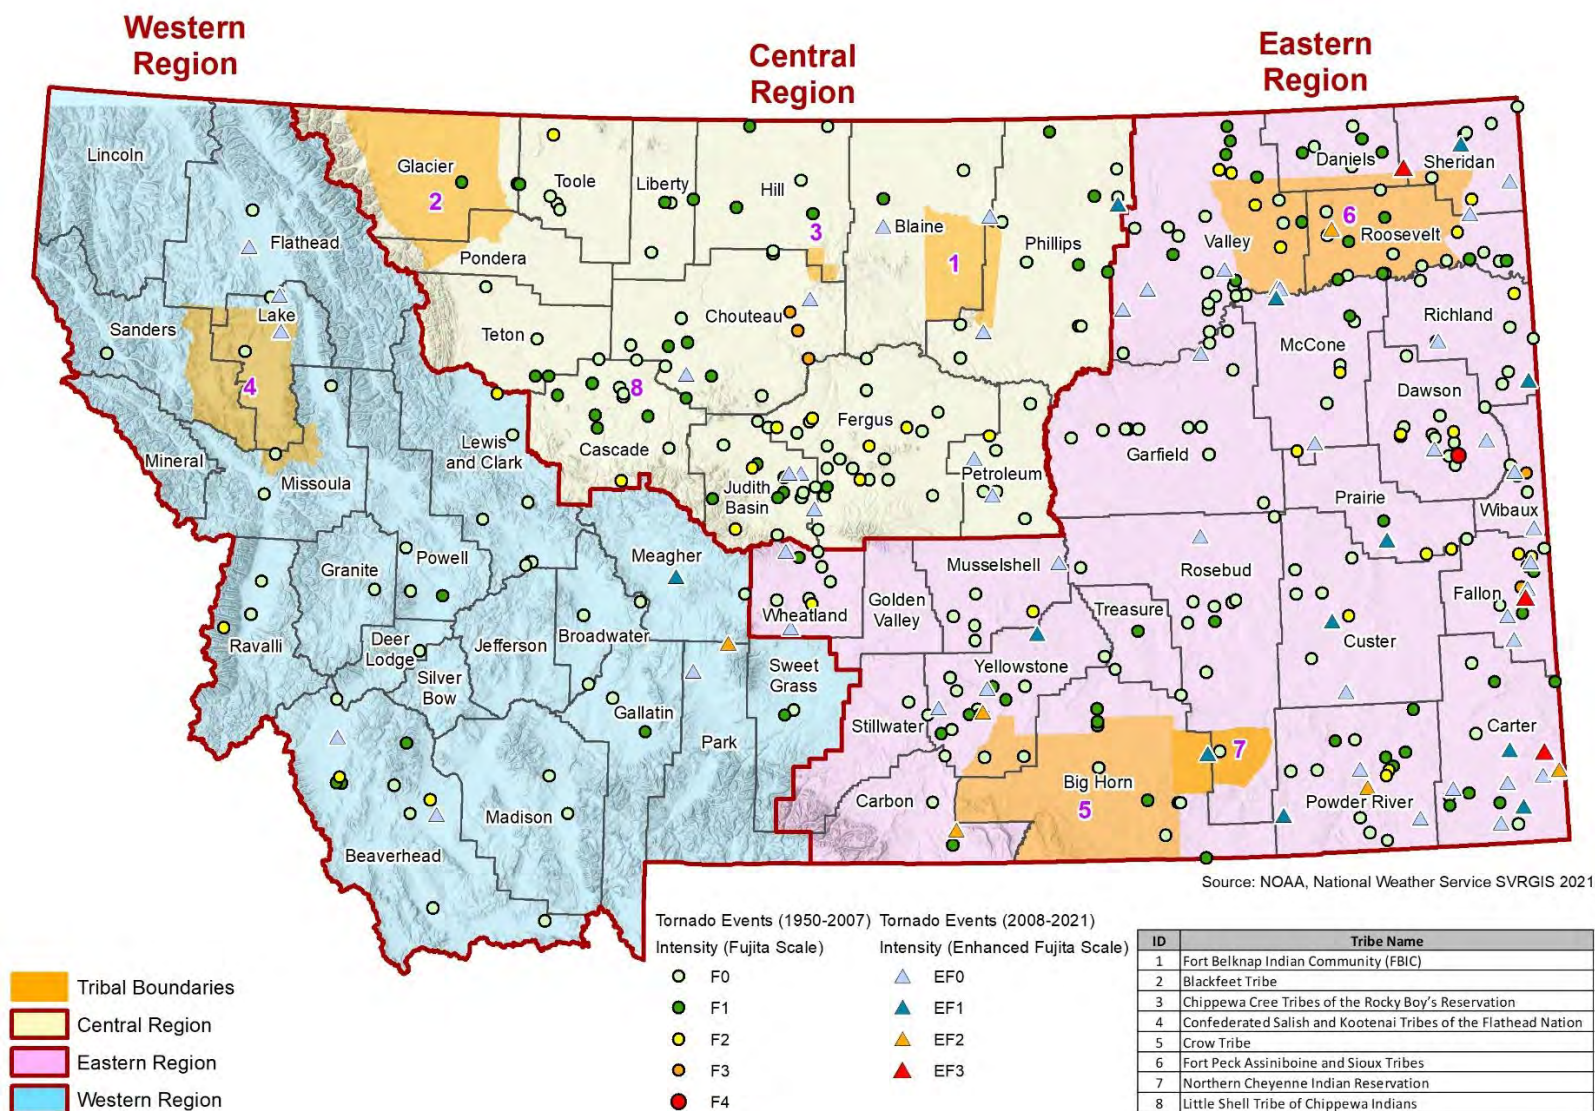 Western
Region
Central
Region
Eastern
Region
Lincoln
Flathead
Glacier
2
Toole
Liberty
Hill
3
Blaine
1
Phillips
Valley
Daniels
Sheridan
6
Roosevelt
Pondera
Teton
Chouteau
Sanders
Lake
4
8
Cascade
Fergus
Judith
Basin
Petroleum
Garfield
McCone
Richland
Dawson
Prairie
Wibaux
Mineral
Missoula
Lewis
and Clark
Powell
Granite
Ravalli
Deer
Lodge
Silver
Bow
Jefferson
Broadwater
Meagher
Wheatland
Golden
Valley
Musselshell
Treasure
Rosebud
Custer
Fallon
Yellowstone
Sweet
Grass
Stillwater
Gallatin
Park
Madison
Beaverhead
Carbon
Big Horn
5
7
Powder River
Carter
Source: NOAA, National Weather Service SVRGIS 2021
Tribal Boundaries
Central Region
Eastern Region
Western Region
Tornado Events (1950-2007) Tornado Events (2008-2021)
Intensity (Fujita Scale) Intensity (Enhanced Fujita Scale)
F0 EF0
F1 EF1
F2 EF2
F3 EF3
F4
ID Tribe Name
1 Fort Belknap Indian Community (FBIC)
2 Blackfeet Tribe
3 Chippewa Cree Tribes of the Rocky Boy's Reservation
4 Confederated Salish and Kootenai Tribes of the Flathead Nation
5 Crow Tribe
6 Fort Peck Assiniboine and Sioux Tribes
7 Northern Cheyenne Indian Reservation
8 Little Shell Tribe of Chippewa Indians